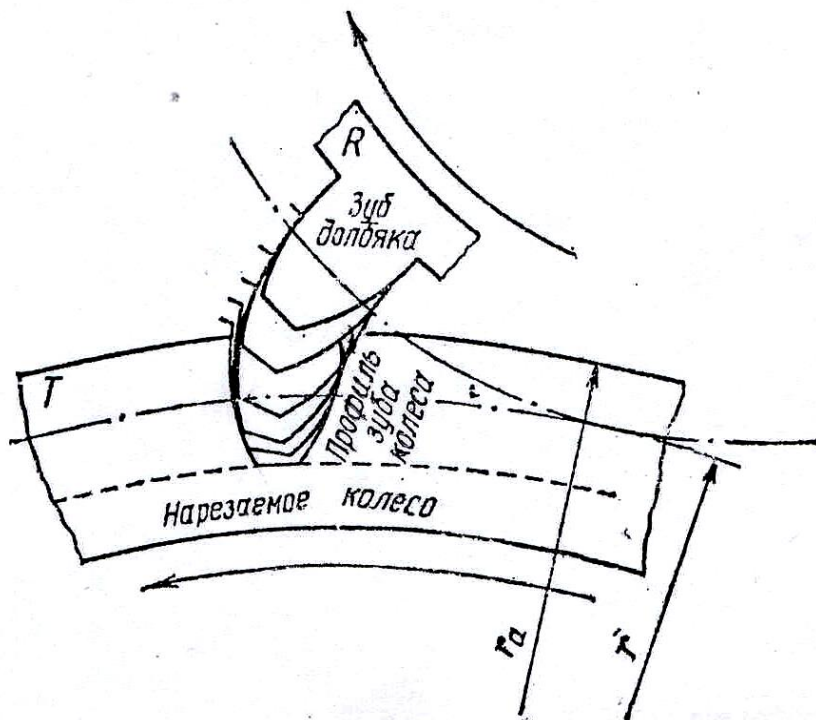 R
Зуб
долбяка
T
Профиль
зуба
колеса
Нарезаемое колесо
ra
r'